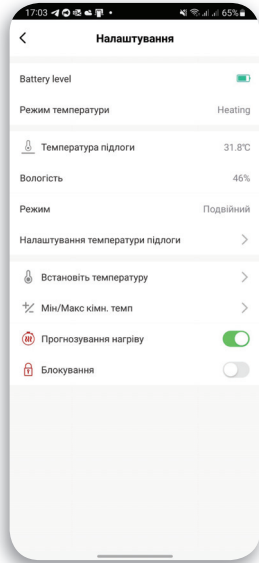 17:03 65%
Налаштування
Battery level
Режим температури Heating
Температура підлоги 31.8°C
Вологість 46%
Режим Подвійний
Налаштування температури підлоги
Встановіть температуру
Мін/Макс кімн. темп
Прогнозування нагріву
Блокування